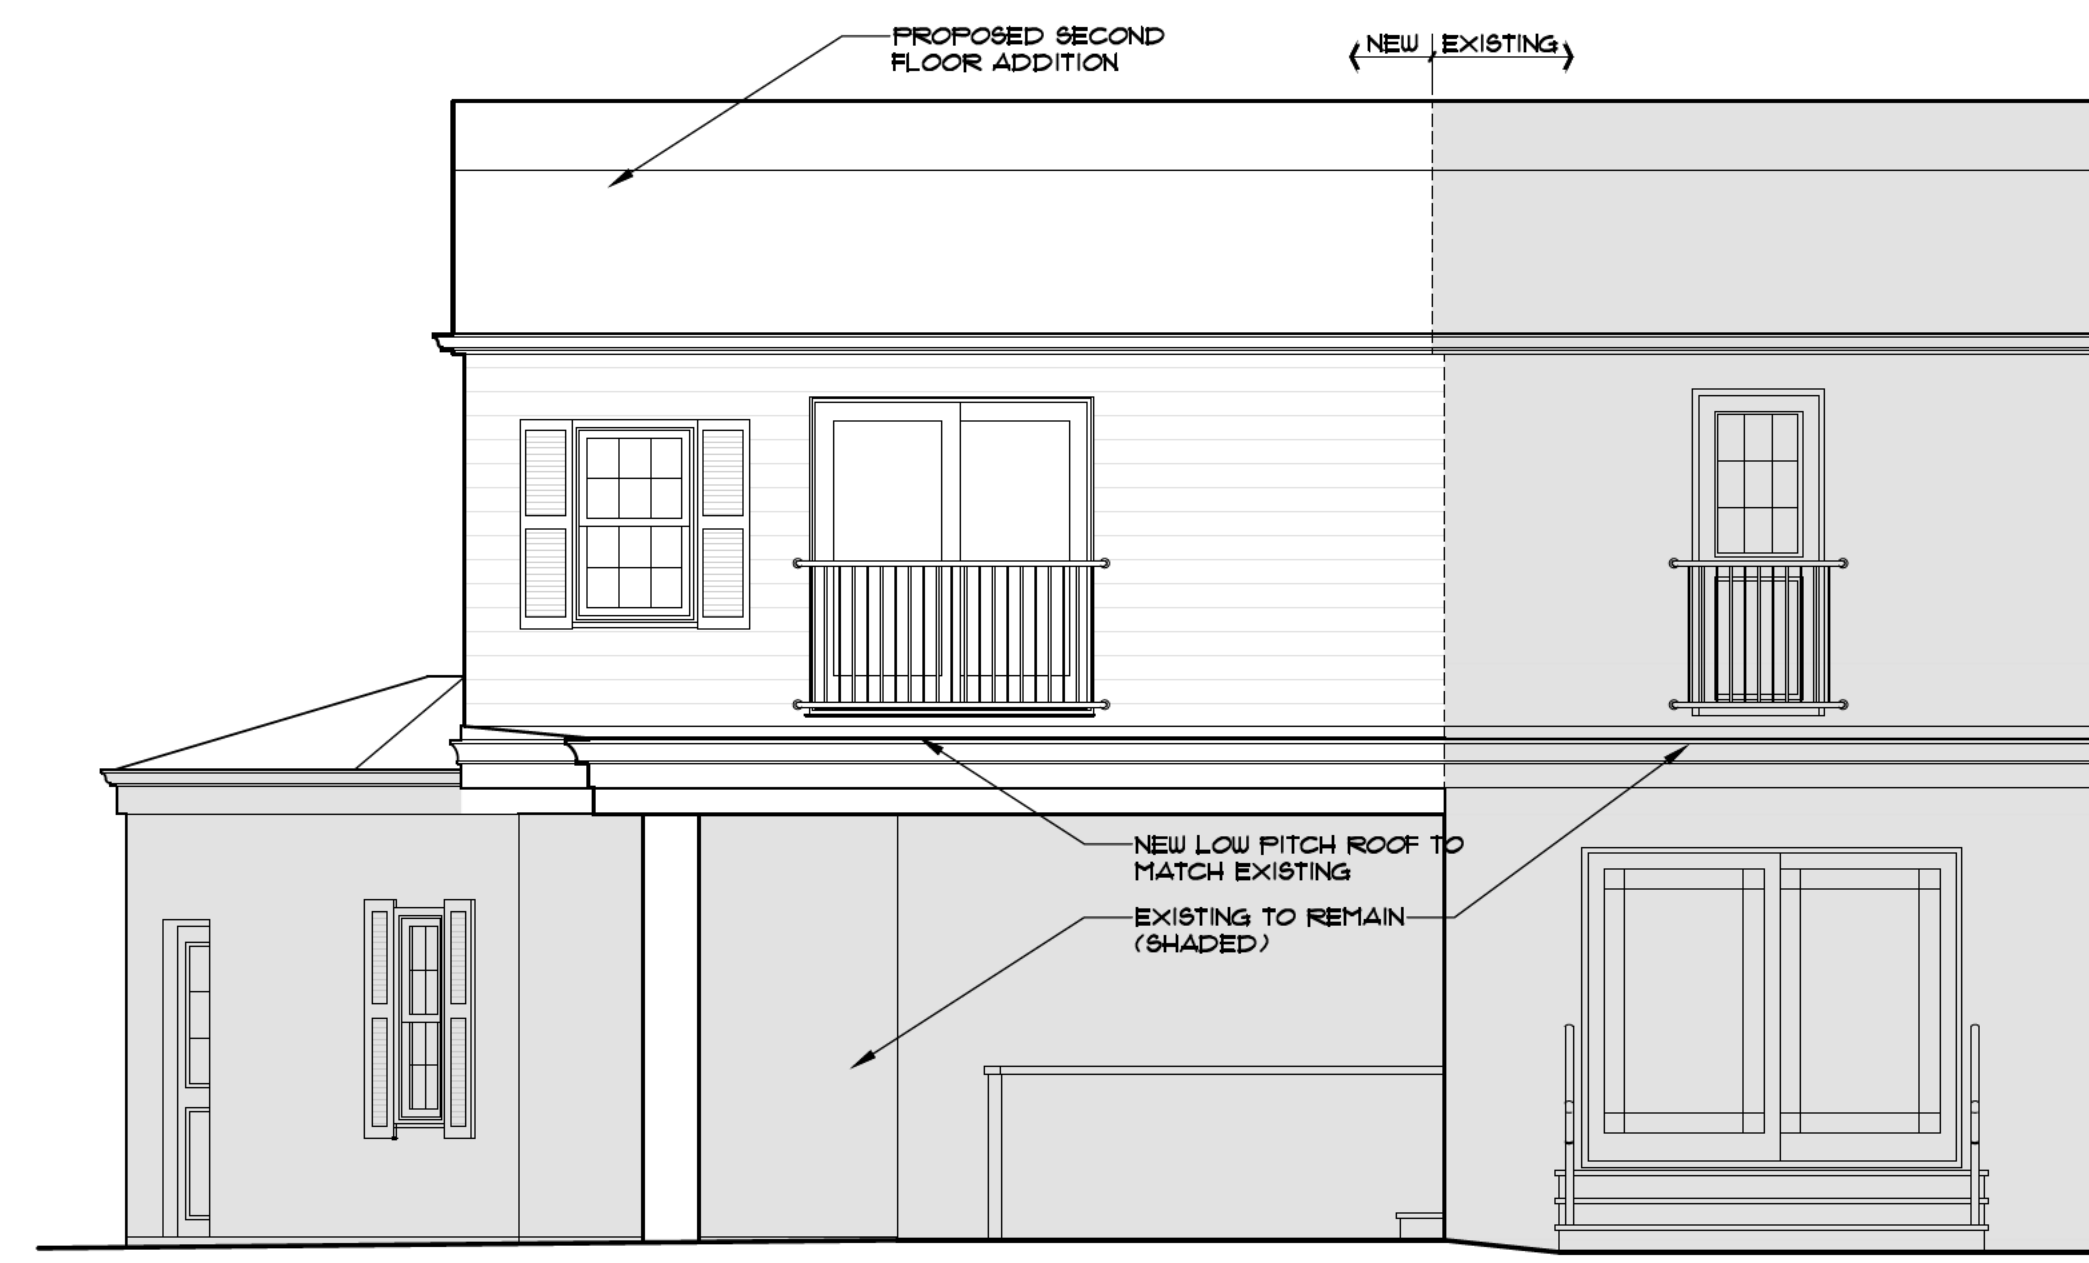 PROPOSED SECOND
FLOOR ADDITION
NEW EXISTING
NEW LOW PITCH ROOF TO
MATCH EXISTING
EXISTING TO REMAIN
(SHADED)